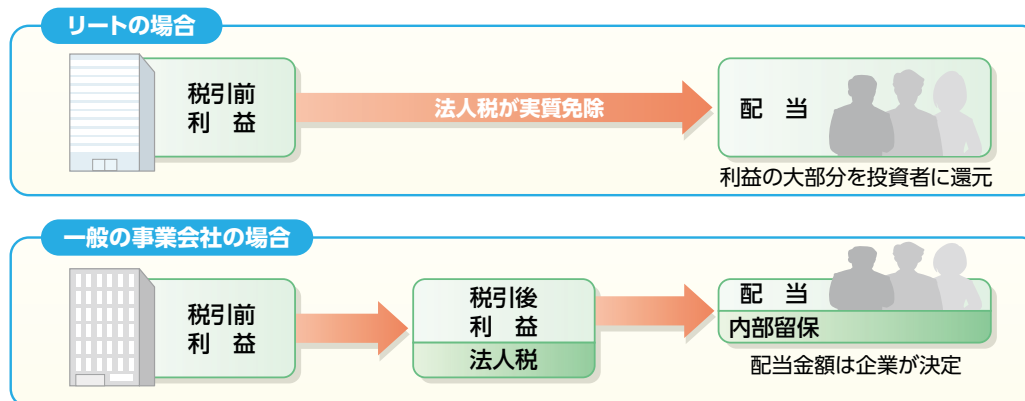 リートの場合
税引前
利 益
法人税が実質免除
配 当
利益の大部分を投資者に還元
一般の事業会社の場合
税引前
利 益
税引後
利 益
法人税
配 当
内部留保
配当金額は企業が決定